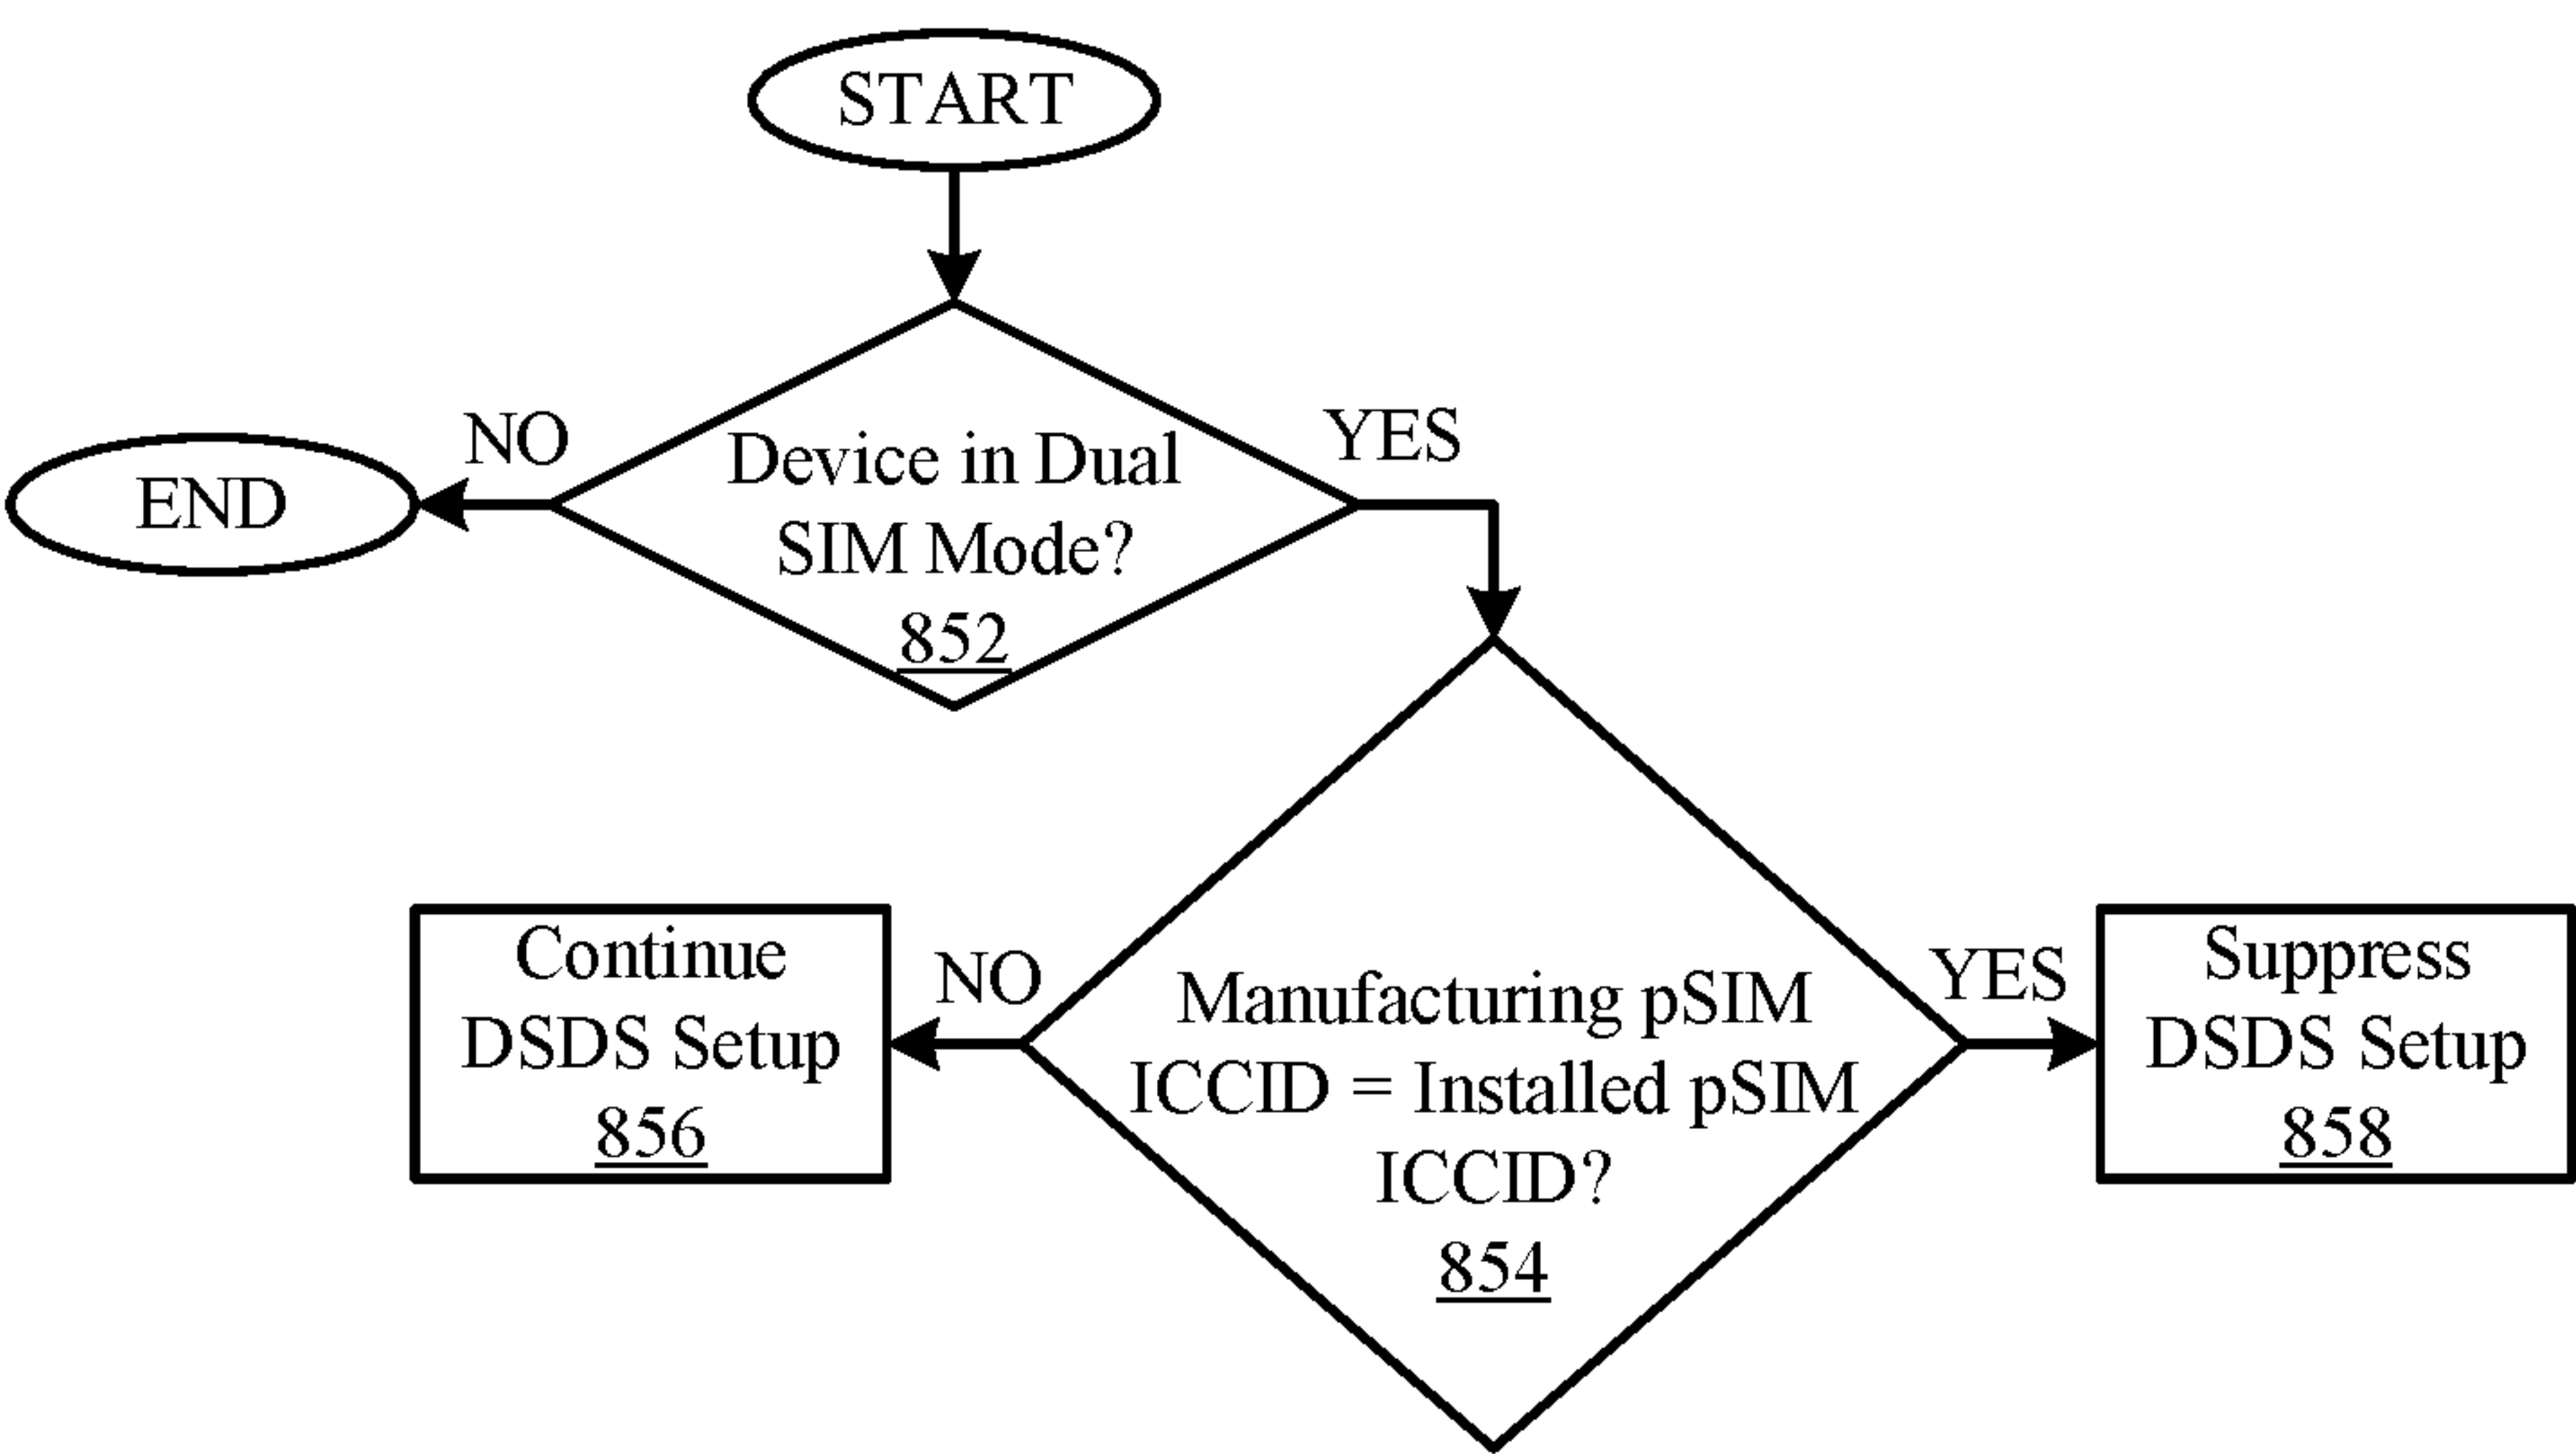 START
NO
YES
Device in Dual
SIM Mode?
852
END
Continue
DSDS Setup
856
NO
Manufacturing pSIM
ICCID = Installed pSIM
ICCID?
854
YES
Suppress
DSDS Setup
858